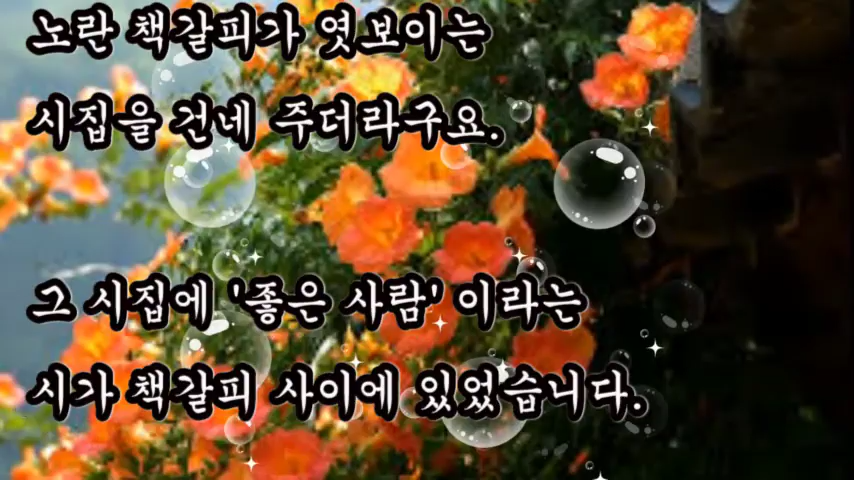 노란 책갈피가 엿보이는
시집을 건네 주더라구요.
그 시집에 '좋은 사람' 이라는
시가 책갈피 사이에 있었습니다.